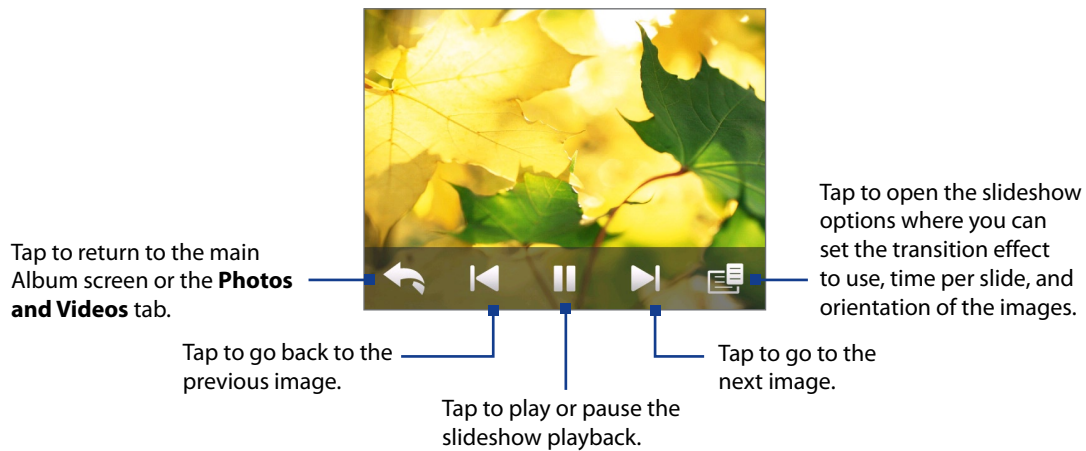 Tap to open the slideshow
options where you can
set the transition effect
to use, time per slide, and
orientation of the images.
Tap to return to the main
Album screen or the Photos
and Videos tab.
Tap to go back to the
previous image.
Tap to go to the
next image.
Tap to play or pause the
slideshow playback.